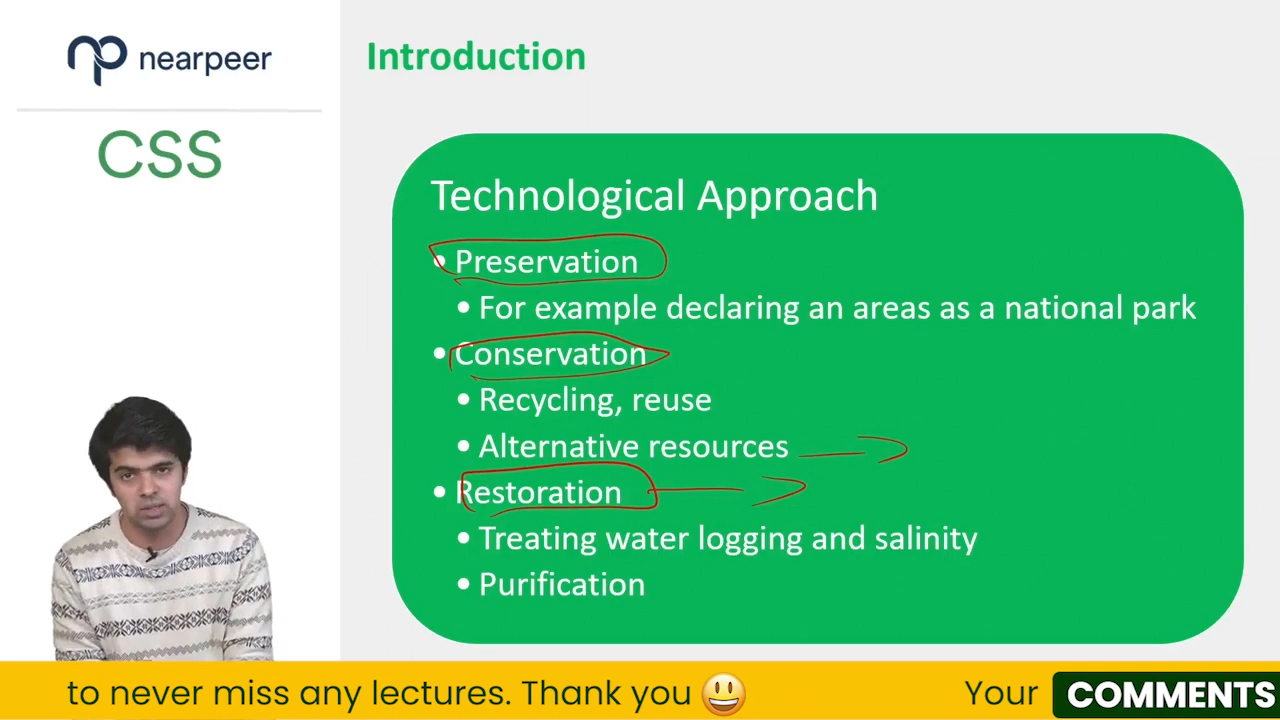 nearpeer
CSS
Introduction
Technological Approach
• Preservation
• For example declaring an areas as a national park
• Conservation
• Recycling, reuse
• Alternative resources
• Restoration
• Treating water logging and salinity
• Purification
to never miss any lectures. Thank you 😃 Your COMMENTS